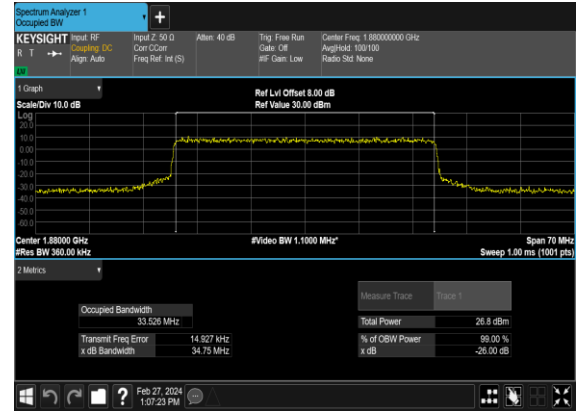 Spectrum Analyzer 1
Occupied BW
KEYSIGHT
R T
LV
Input: RF
Coupling: DC
Align: Auto
Input Z: 50 Ω
Corr CCorr
Freq Ref: Int (S)
Atten: 40 dB
Trig: Free Run
Gate: Off
#IF Gain: Low
Center Freq: 1.880000000 GHz
Avg|Hold: 100/100
Radio Std: None
1 Graph
Scale/Div 10.0 dB
Ref Lvl Offset 8.00 dB
Ref Value 30.00 dBm
Log
20.0
10.0
0.00
-10.0
-20.0
-30.0
-40.0
-50.0
-60.0
Center 1.88000 GHz
#Res BW 360.00 kHz
#Video BW 1.1000 MHz*
Span 70 MHz
Sweep 1.00 ms (1001 pts)
2 Metrics
Measure Trace Trace 1
Occupied Bandwidth
33.526 MHz
Total Power 26.8 dBm
Transmit Freq Error 14.927 kHz
% of OBW Power 99.00 %
x dB Bandwidth 34.75 MHz
x dB -26.00 dB
Feb 27, 2024
1:07:23 PM